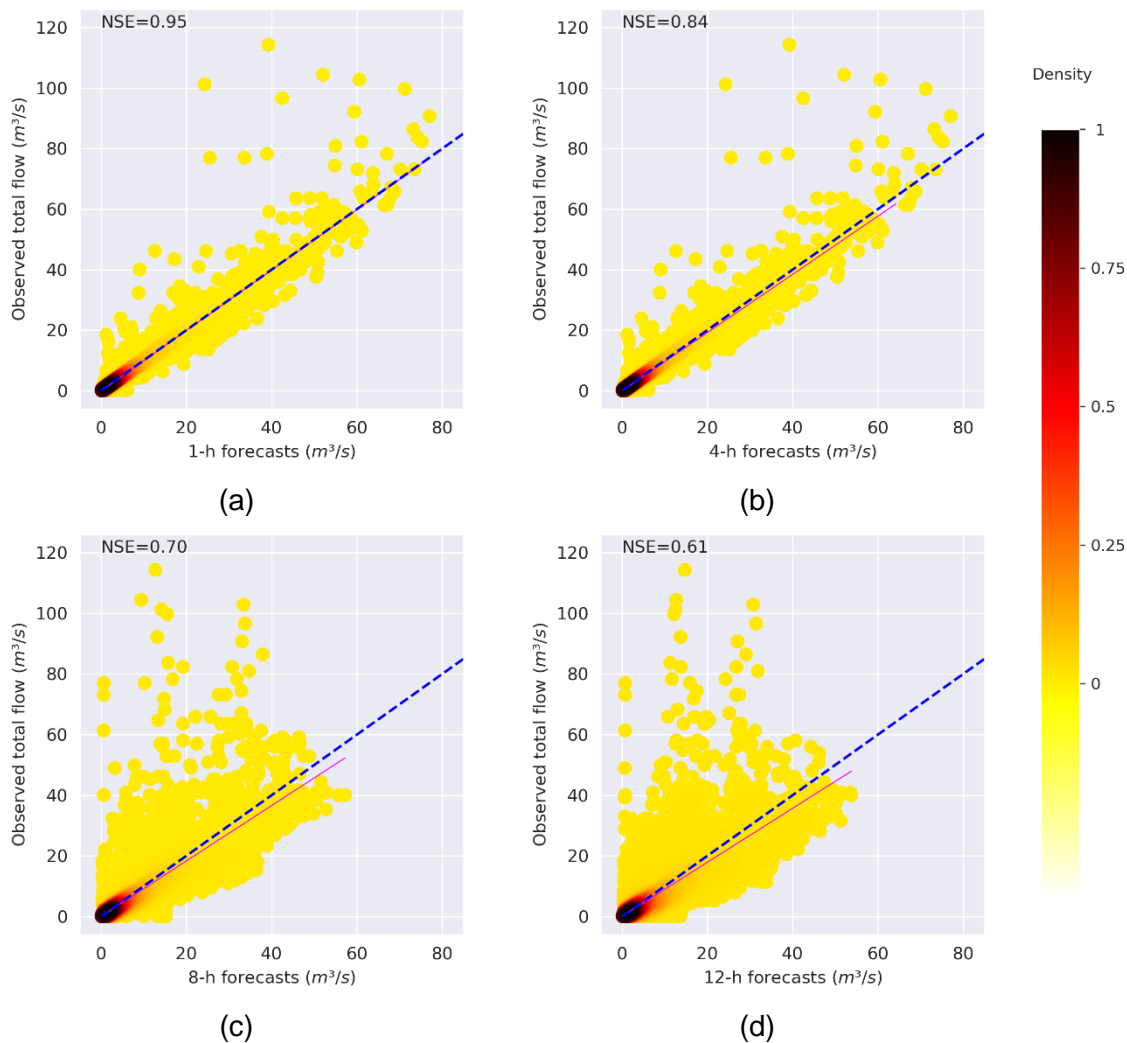 NSE=0.95
120
100
80
60
40
20
0
Observed total flow (m³/s)
0 20 40 60 80
1-h forecasts (m³/s)
(a)
NSE=0.84
120
100
80
60
40
20
0
Observed total flow (m³/s)
0 20 40 60 80
4-h forecasts (m³/s)
(b)
Density
1
0.75
0.5
0.25
0
NSE=0.70
120
100
80
60
40
20
0
Observed total flow (m³/s)
0 20 40 60 80
8-h forecasts (m³/s)
(c)
NSE=0.61
120
100
80
60
40
20
0
Observed total flow (m³/s)
0 20 40 60 80
12-h forecasts (m³/s)
(d)